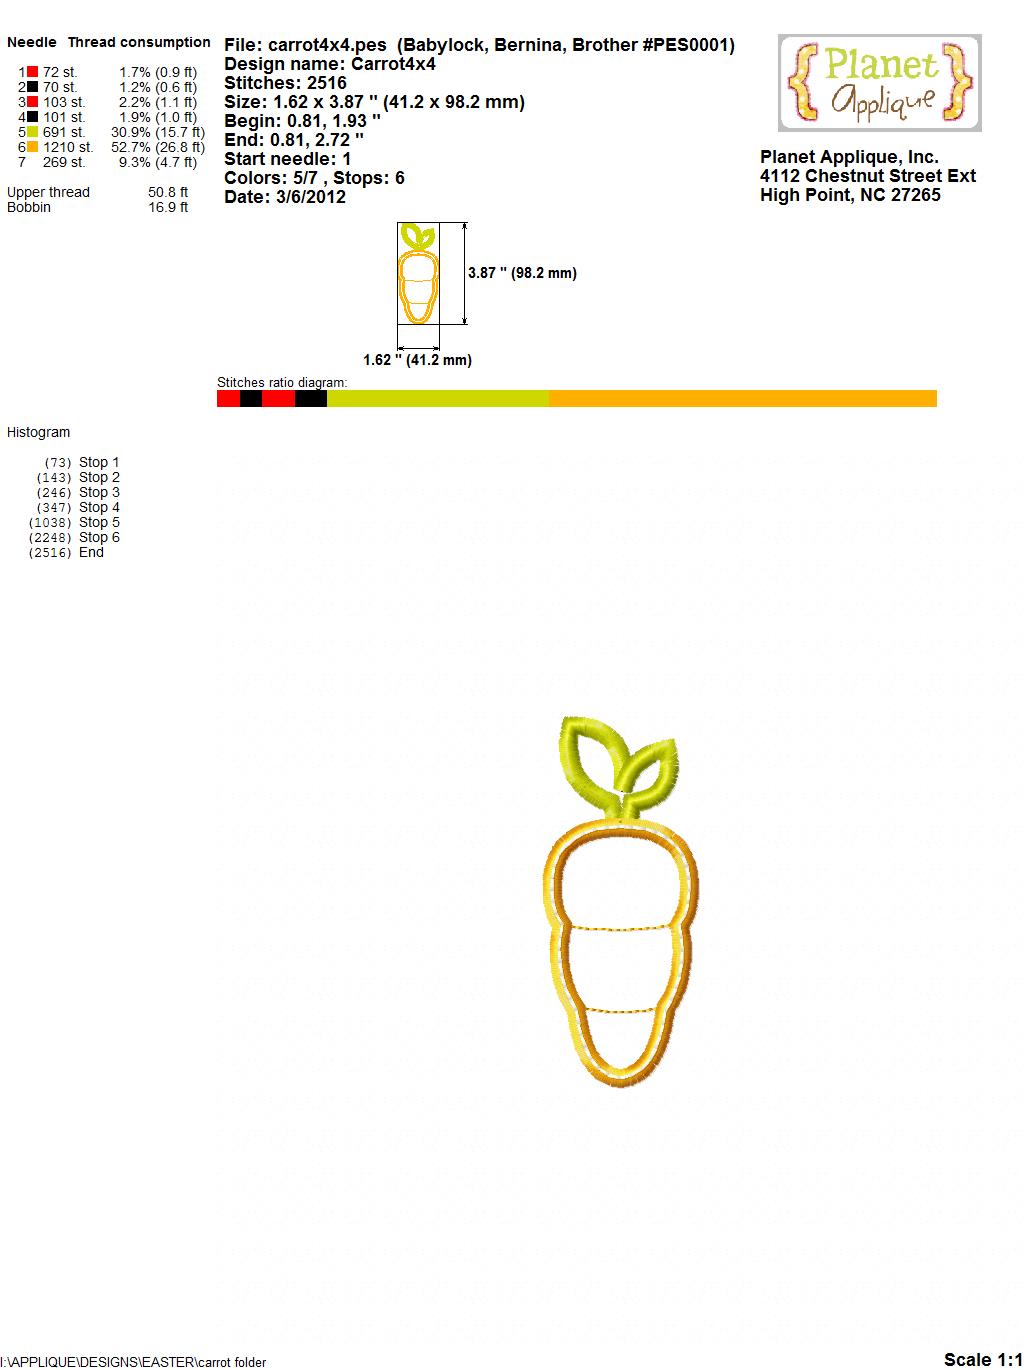 Needle Thread consumption
1 72 st. 1.7% (0.9 ft)
2 70 st. 1.2% (0.6 ft)
3 103 st. 2.2% (1.1 ft)
4 101 st. 1.9% (1.0 ft)
5 691 st. 30.9% (15.7 ft)
6 1210 st. 52.7% (26.8 ft)
7 269 st. 9.3% (4.7 ft)
Upper thread 50.8 ft
Bobbin 16.9 ft
File: carrot4x4.pes (Babylock, Bernina, Brother #PES0001)
Design name: Carrot4x4
Stitches: 2516
Size: 1.62 x 3.87 " (41.2 x 98.2 mm)
Begin: 0.81, 1.93 "
End: 0.81, 2.72 "
Start needle: 1
Colors: 5/7 , Stops: 6
Date: 3/6/2012
Planet
Applique
Planet Applique, Inc.
4112 Chestnut Street Ext
High Point, NC 27265
3.87 " (98.2 mm)
1.62 " (41.2 mm)
Stitches ratio diagram:
Histogram
(73) Stop 1
(143) Stop 2
(246) Stop 3
(347) Stop 4
(1038) Stop 5
(2248) Stop 6
(2516) End
I:\APPLIQUE\DESIGNS\EASTER\carrot folder
Scale 1:1